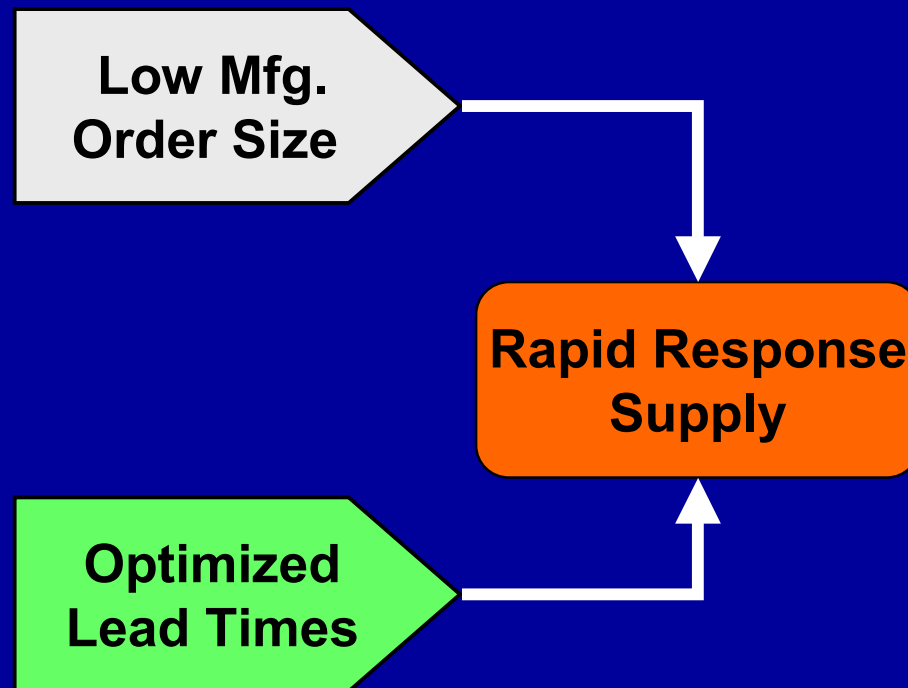 Low Mfg.
Order Size
Rapid Response
Supply
Optimized
Lead Times